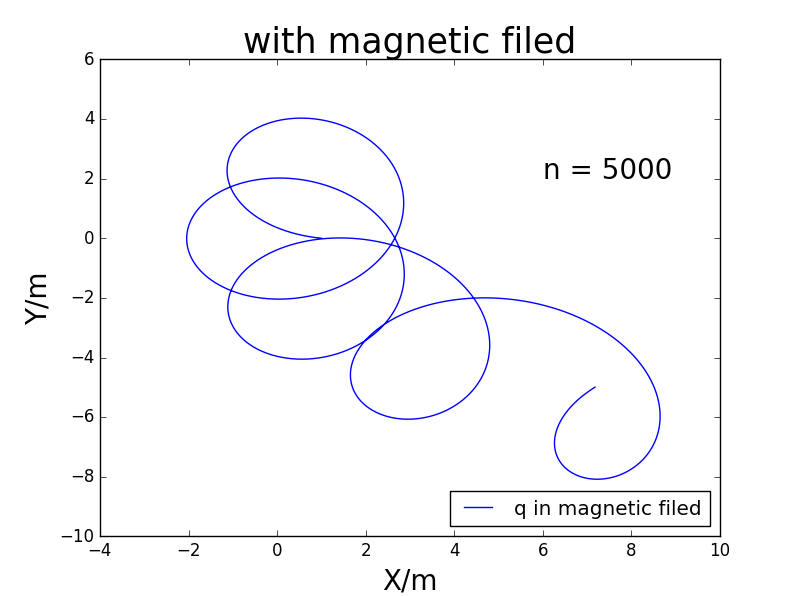 with magnetic filed
6
4
n = 5000
2
0
−2
−4
−6
−8
−10
Y/m
q in magnetic filed
−4 −2 0 2 4 6 8 10
X/m